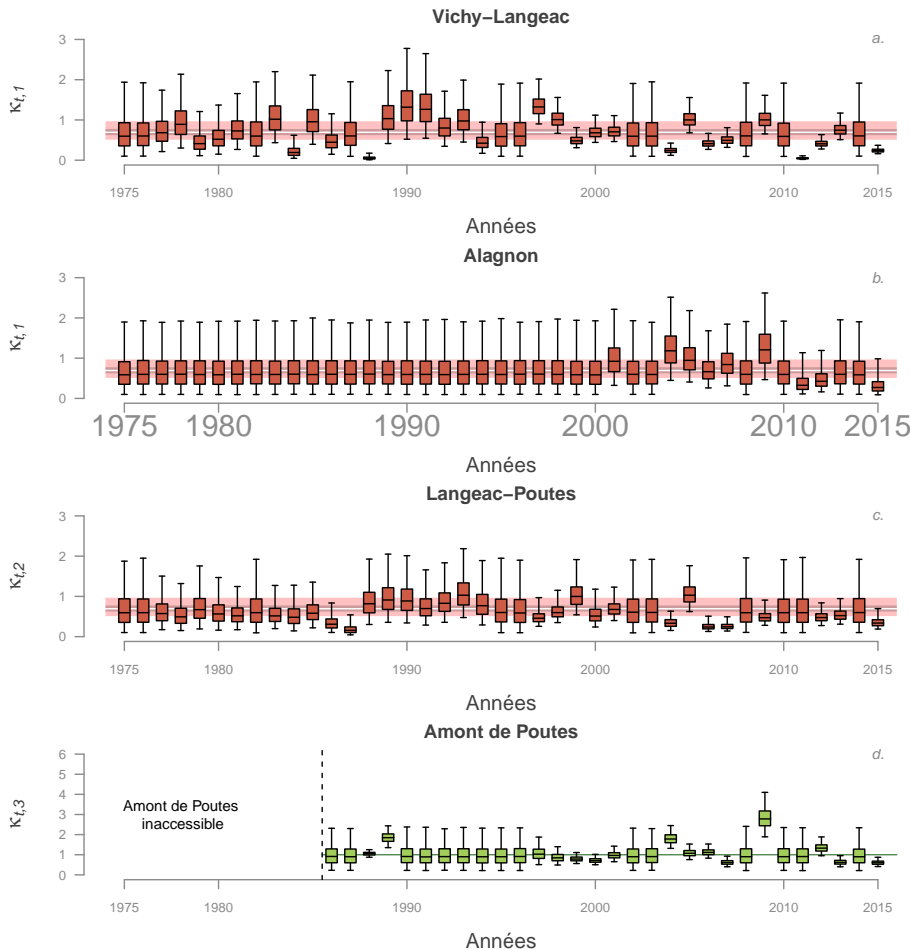 Vichy−Langeac
a.
κt,1
3
2
1
0
1975 1980 1990 2000 2010 2015
Années
Alagnon
b.
κt,1
3
2
1
0
1975 1980 1990 2000 2010 2015
Années
Langeac−Poutes
c.
κt,2
3
2
1
0
1975 1980 1990 2000 2010 2015
Années
Amont de Poutes
d.
κt,3
6
5
4
3
2
1
0
Amont de Poutes
inaccessible
1975 1980 1990 2000 2010 2015
Années